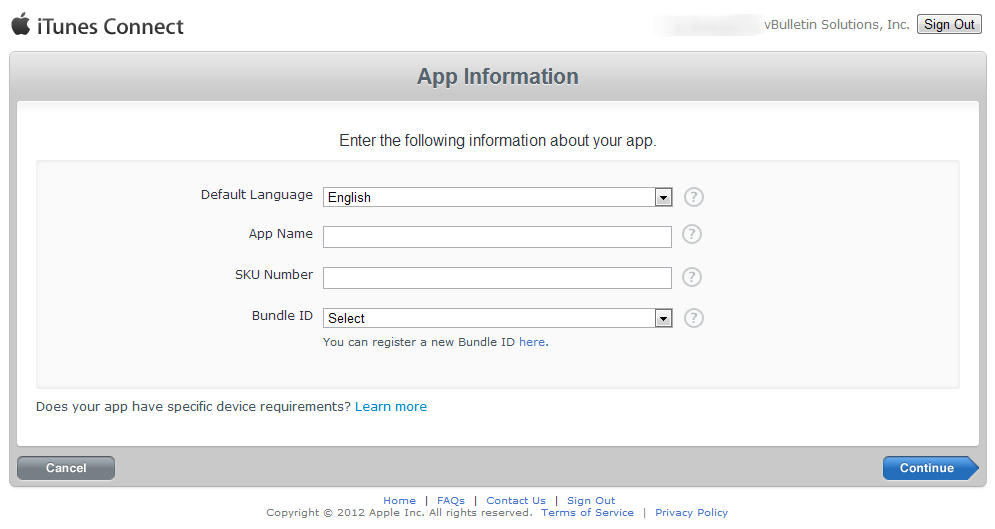 iTunes Connect
vBulletin Solutions, Inc. Sign Out
App Information
Enter the following information about your app.
Default Language English ?
App Name ?
SKU Number ?
Bundle ID Select ?
You can register a new Bundle ID here.
Does your app have specific device requirements? Learn more
Cancel Continue
Home | FAQs | Contact Us | Sign Out
Copyright © 2012 Apple Inc. All rights reserved. Terms of Service | Privacy Policy